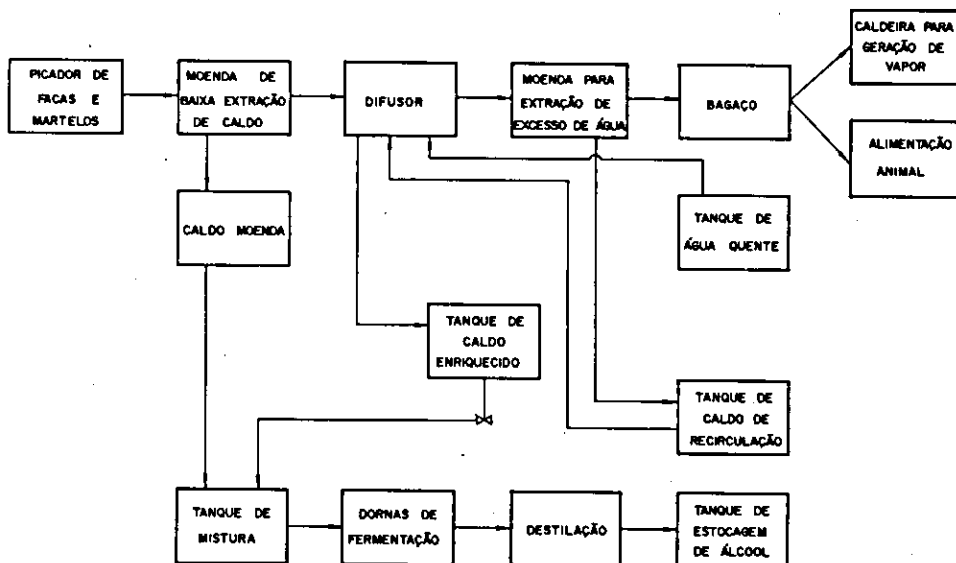 PICADOR DE
FACAS E
MARTELOS
MOENDA DE
BAIXA EXTRAÇÃO
DE CALDO
DIFUSOR
MOENDA PARA
EXTRAÇÃO DE
EXCESSO DE ÁGUA
BAGAÇO
CALDEIRA PARA
GERAÇÃO DE
VAPOR
ALIMENTAÇÃO
ANIMAL
CALDO MOENDA
TANQUE DE
ÁGUA QUENTE
TANQUE DE
CALDO
ENRIQUECIDO
TANQUE DE
CALDO DE
RECIRCULAÇÃO
TANQUE DE
MISTURA
DORNAS DE
FERMENTAÇÃO
DESTILAÇÃO
TANQUE DE
ESTOCAGEM
DE ÁLCOOL